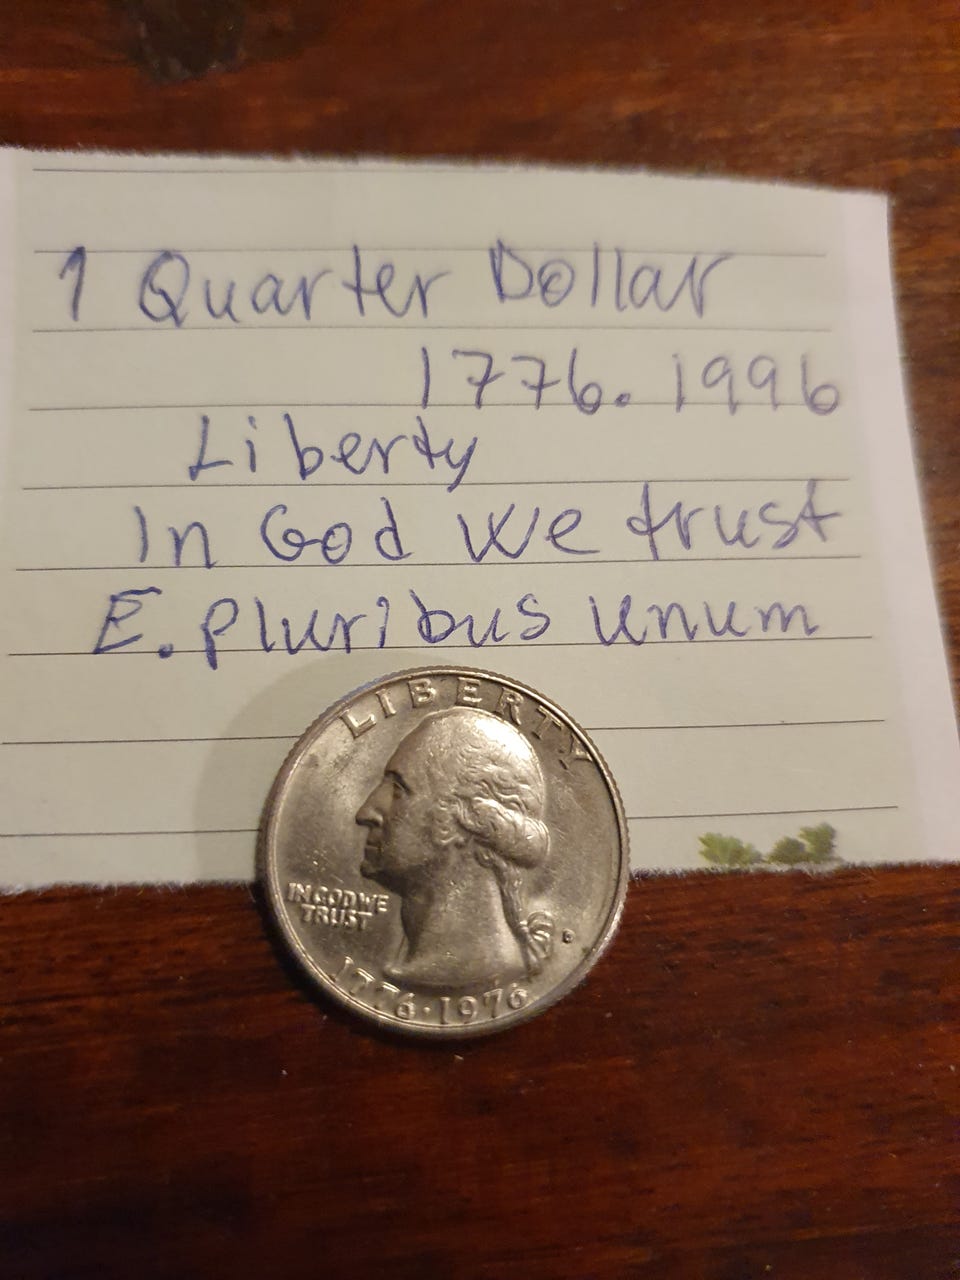 1 Quarter Dollar
1776. 1996
Liberty
In God we trust
E. pluribus unum
LIBERTY
IN GOD WE
TRUST
D
1776·1976